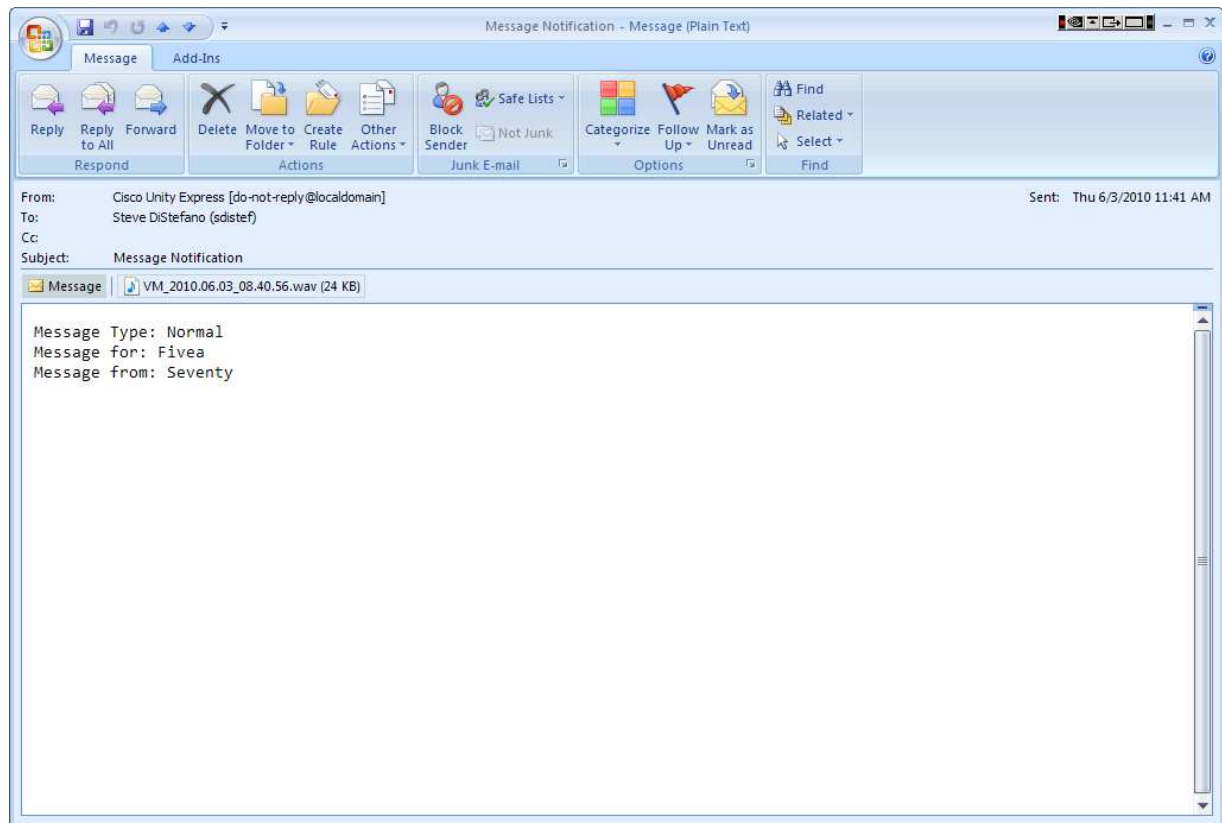 Message Notification - Message (Plain Text)
Message Add-Ins
Reply
Reply to All
Forward
Respond
Delete
Move to Folder
Create Rule
Other Actions
Actions
Block Sender
Safe Lists
Not Junk
Junk E-mail
Categorize
Follow Up
Mark as Unread
Options
Find
Related
Select
Find
From: Cisco Unity Express [do-not-reply@localdomain]
Sent: Thu 6/3/2010 11:41 AM
To: Steve DiStefano (sdistef)
Cc:
Subject: Message Notification
Message VM_2010.06.03_08.40.56.wav (24 KB)
Message Type: Normal
Message for: Fivea
Message from: Seventy